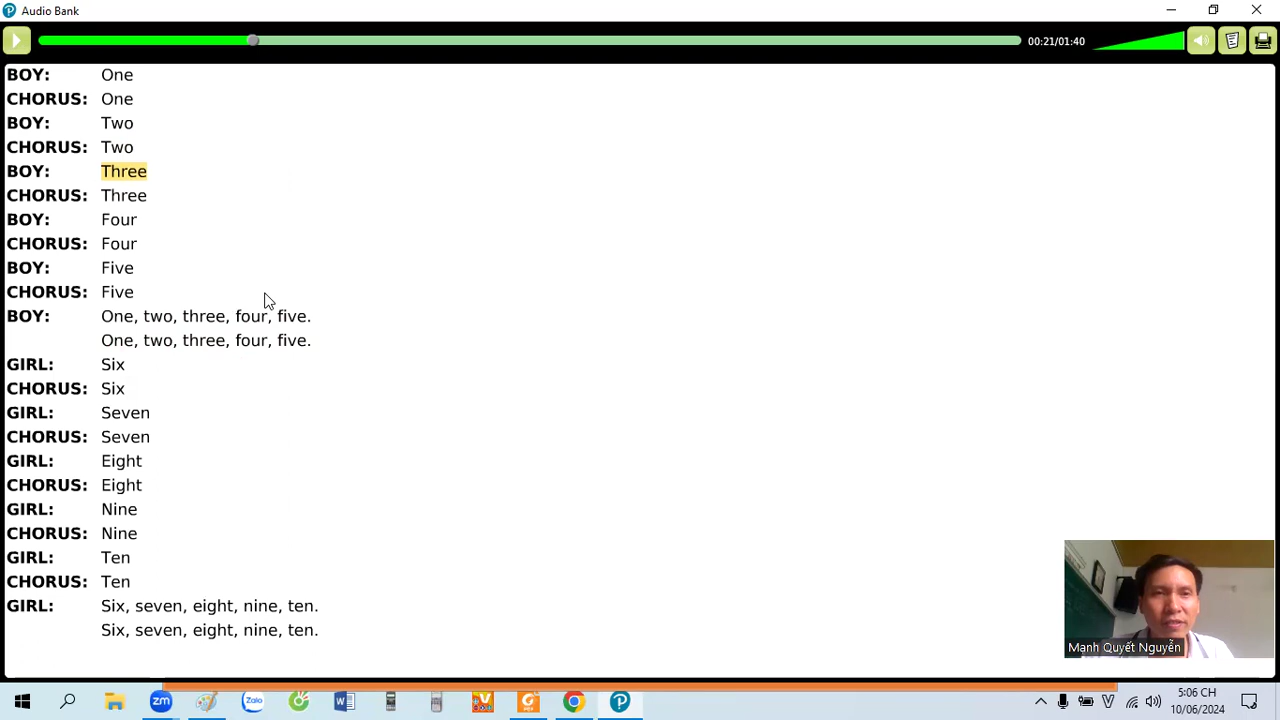 Audio Bank
00:21/01:40
BOY: One
CHORUS: One
BOY: Two
CHORUS: Two
BOY: Three
CHORUS: Three
BOY: Four
CHORUS: Four
BOY: Five
CHORUS: Five
BOY: One, two, three, four, five.
One, two, three, four, five.
GIRL: Six
CHORUS: Six
GIRL: Seven
CHORUS: Seven
GIRL: Eight
CHORUS: Eight
GIRL: Nine
CHORUS: Nine
GIRL: Ten
CHORUS: Ten
GIRL: Six, seven, eight, nine, ten.
Six, seven, eight, nine, ten.
Mạnh Quyết Nguyễn
zm
Zalo
W
V
5:06 CH
10/06/2024